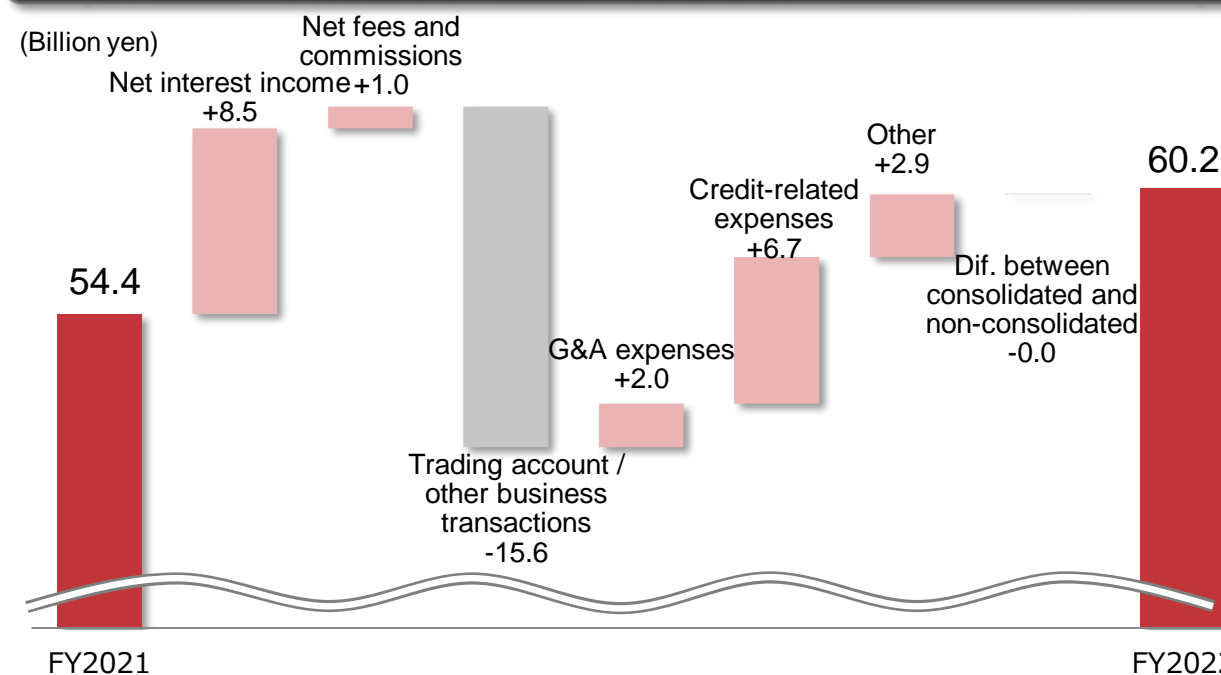 (Billion yen)
Net fees and
commissions
+1.0
Net interest income
+8.5
Other
+2.9
60.2
Credit-related
expenses
+6.7
54.4
Dif. between
consolidated and
non-consolidated
-0.0
G&A expenses
+2.0
Trading account /
other business
transactions
-15.6
FY2021
FY2022